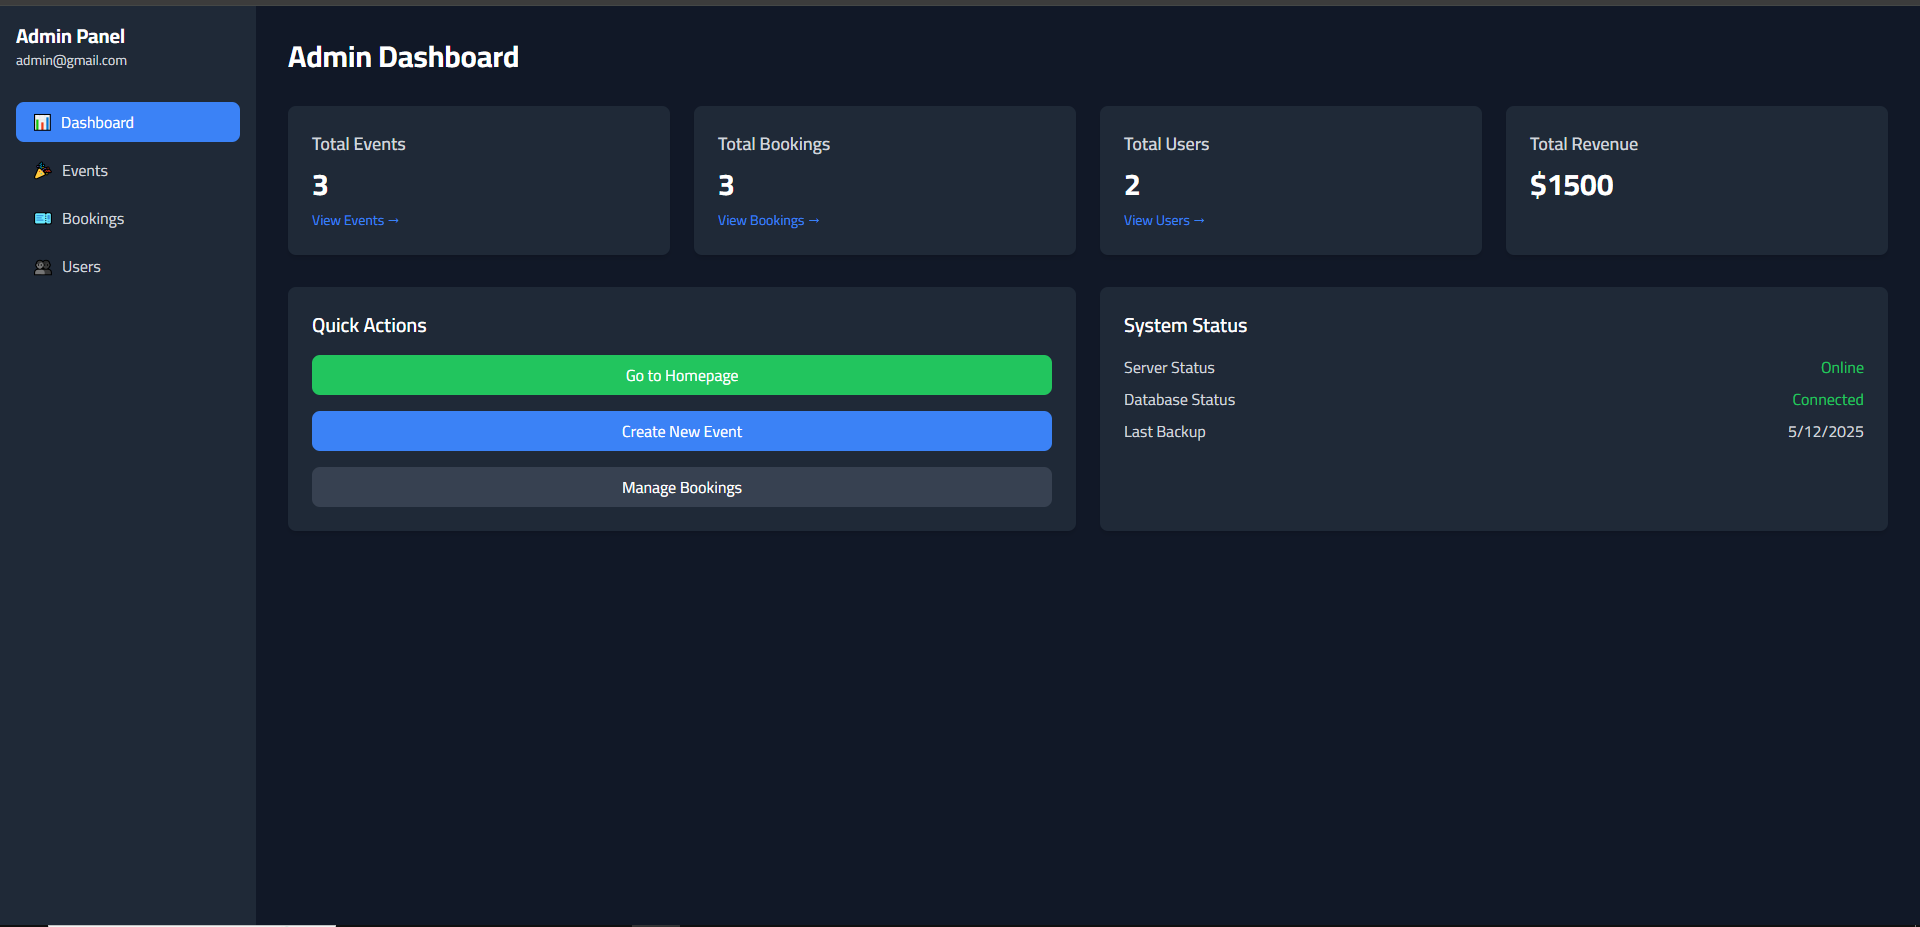 Admin Panel
admin@gmail.com
Dashboard
Events
Bookings
Users
Admin Dashboard
Total Events
3
View Events →
Total Bookings
3
View Bookings →
Total Users
2
View Users →
Total Revenue
$1500
Quick Actions
Go to Homepage
Create New Event
Manage Bookings
System Status
Server Status Online
Database Status Connected
Last Backup 5/12/2025